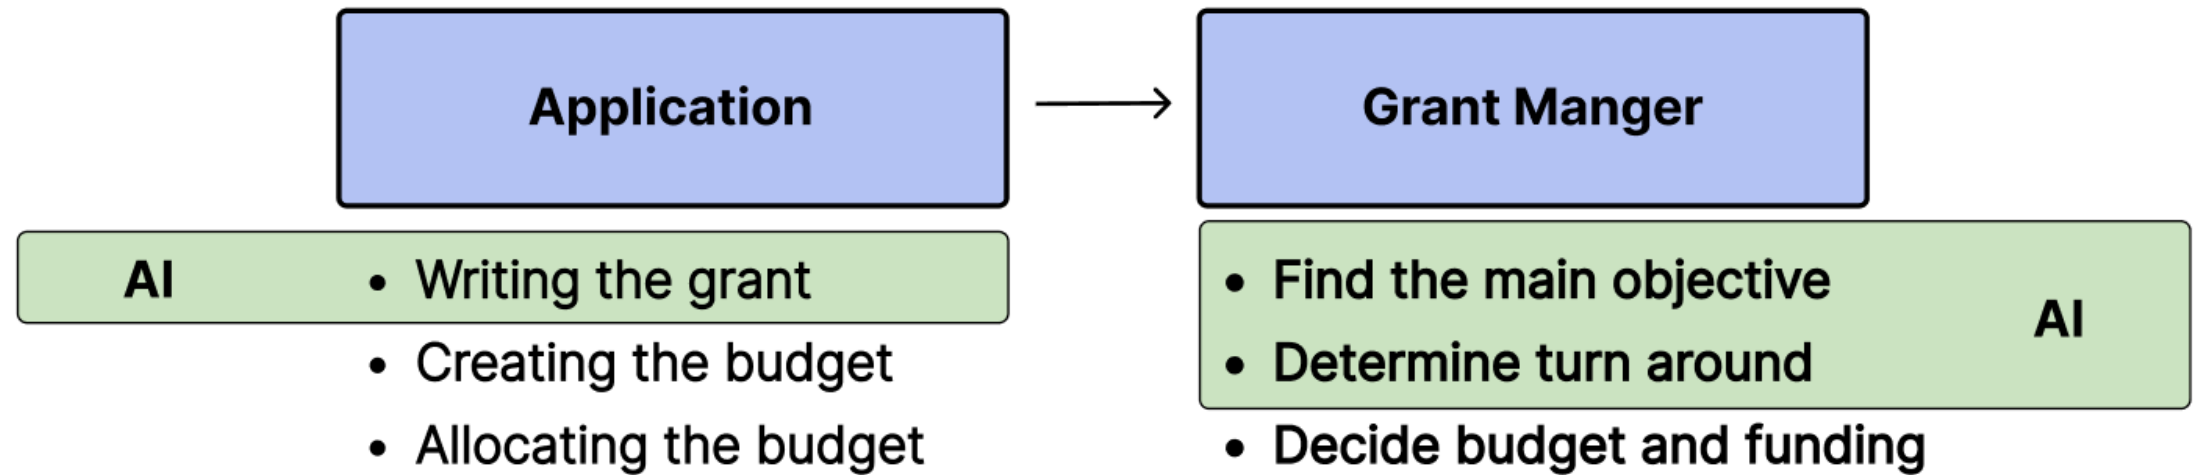 Application
Grant Manger
AI
• Writing the grant
• Creating the budget
• Allocating the budget
• Find the main objective
• Determine turn around
AI
• Decide budget and funding